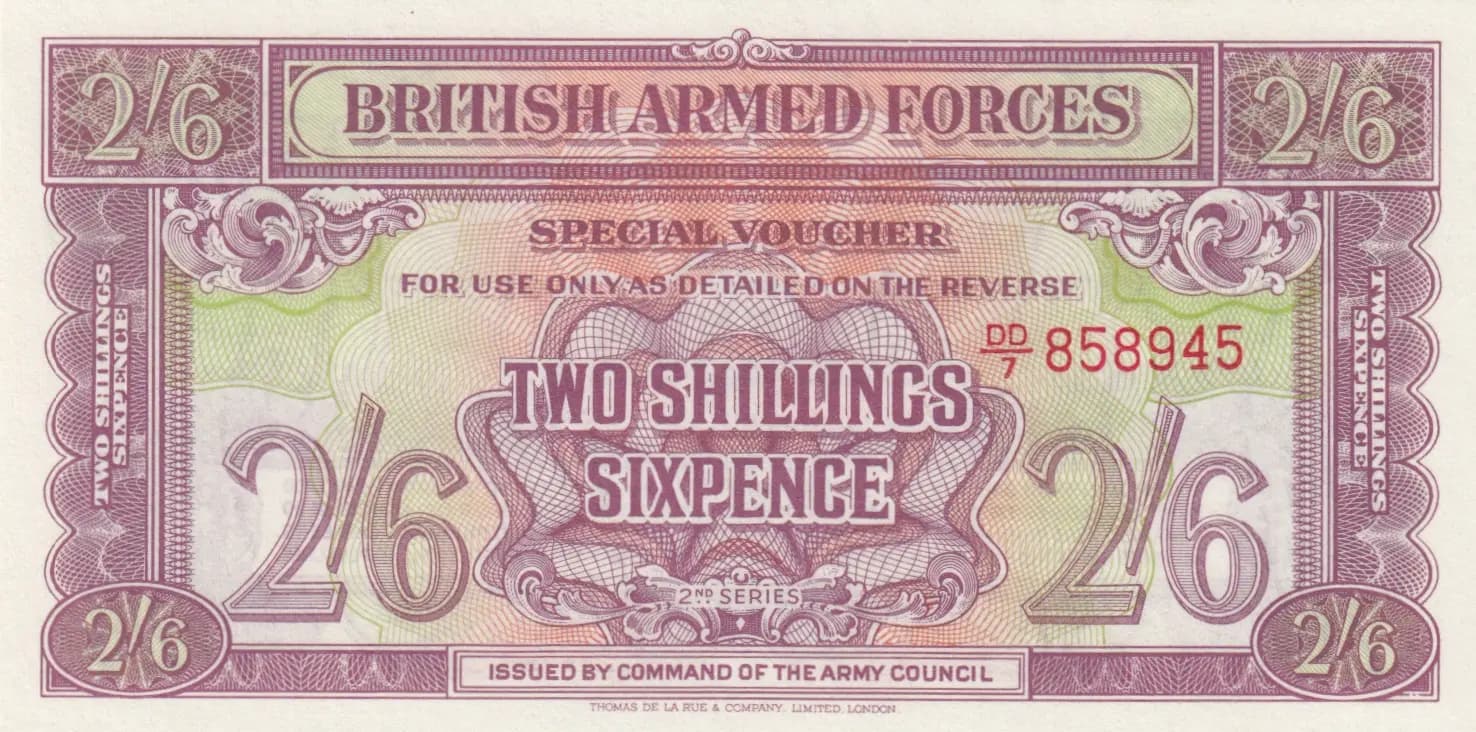 2/6 BRITISH ARMED FORCES 2/6
SPECIAL VOUCHER
FOR USE ONLY AS DETAILED ON THE REVERSE
DD/7 858945
TWO SHILLINGS
SIXPENCE
TWO SHILLINGS
SIXPENCE
TWO SHILLINGS
SIXPENCE
2/6 2/6
2ND SERIES
2/6 2/6
ISSUED BY COMMAND OF THE ARMY COUNCIL
THOMAS DE LA RUE & COMPANY, LIMITED, LONDON